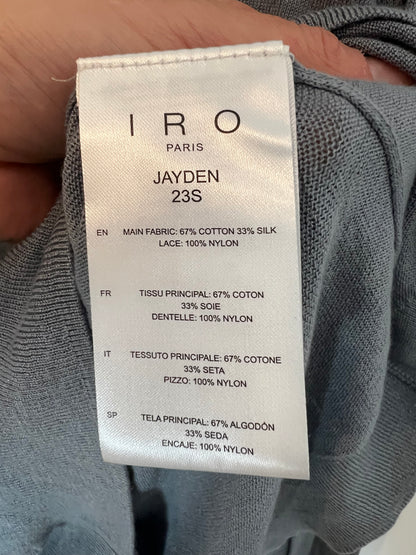 IRO
PARIS
JAYDEN
23S
EN MAIN FABRIC: 67% COTTON 33% SILK
LACE: 100% NYLON
FR TISSU PRINCIPAL: 67% COTON
33% SOIE
DENTELLE: 100% NYLON
IT TESSUTO PRINCIPALE: 67% COTONE
33% SETA
PIZZO: 100% NYLON
SP TELA PRINCIPAL: 67% ALGODÓN
33% SEDA
ENCAJE: 100% NYLON